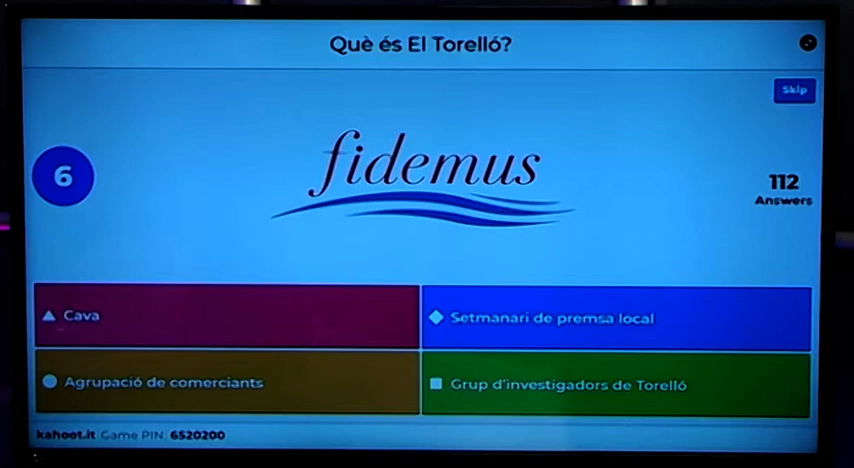 Què és El Torelló?
Skip
6
fidemus
112
Answers
Cava
Setmanari de premsa local
Agrupació de comerciants
Grup d'investigadors de Torelló
kahoot.it Game PIN: 6520200